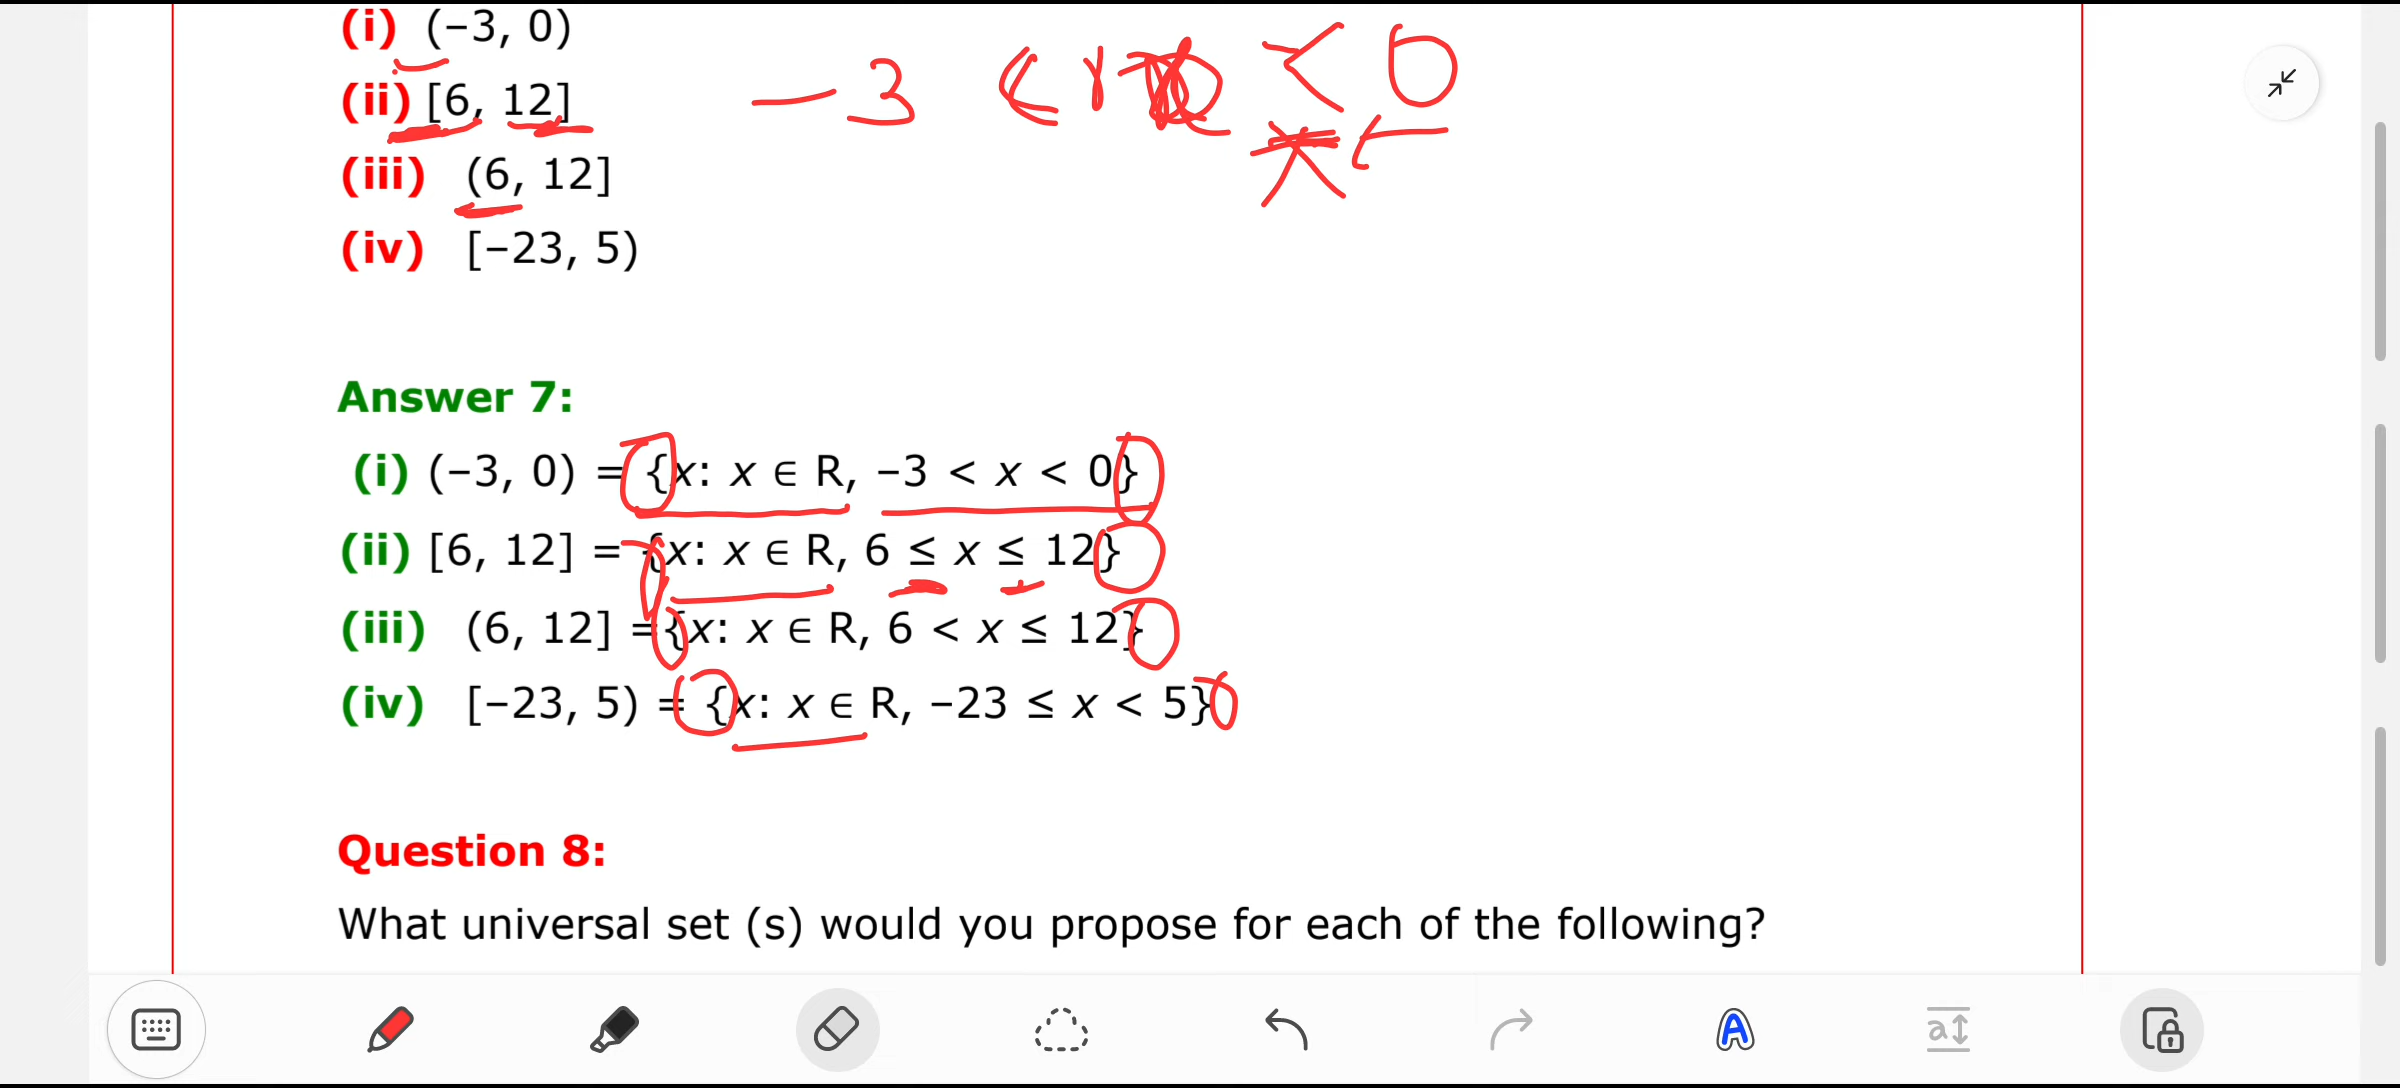 (i) (−3, 0)
−3 < < 0
(ii) [6, 12]
(iii) (6, 12]
(iv) [−23, 5)
Answer 7:
(i) (−3, 0) = {x: x ∈ R, −3 < x < 0}
(ii) [6, 12] = {x: x ∈ R, 6 ≤ x ≤ 12}
(iii) (6, 12] ={x: x ∈ R, 6 < x ≤ 12}
(iv) [−23, 5) = {x: x ∈ R, −23 ≤ x < 5}
Question 8:
What universal set (s) would you propose for each of the following?
A
a